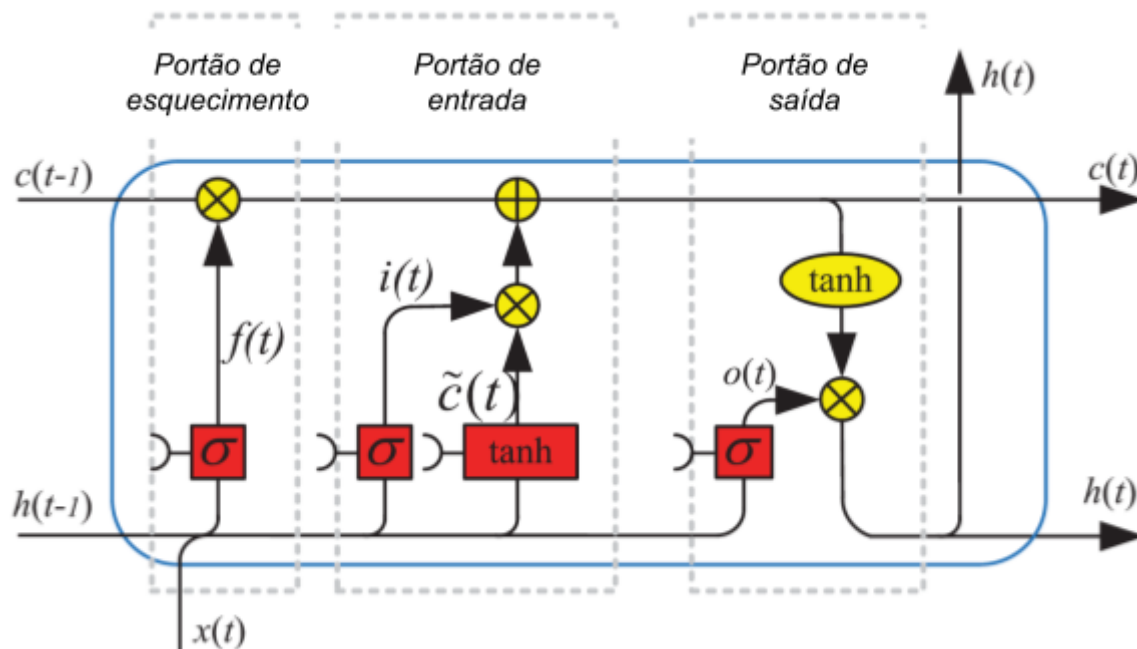 Portão de
esquecimento
Portão de
entrada
Portão de
saída
h(t)
c(t-1)
c(t)
i(t)
tanh
f(t)
c̃(t)
o(t)
σ
σ
tanh
σ
h(t-1)
h(t)
x(t)